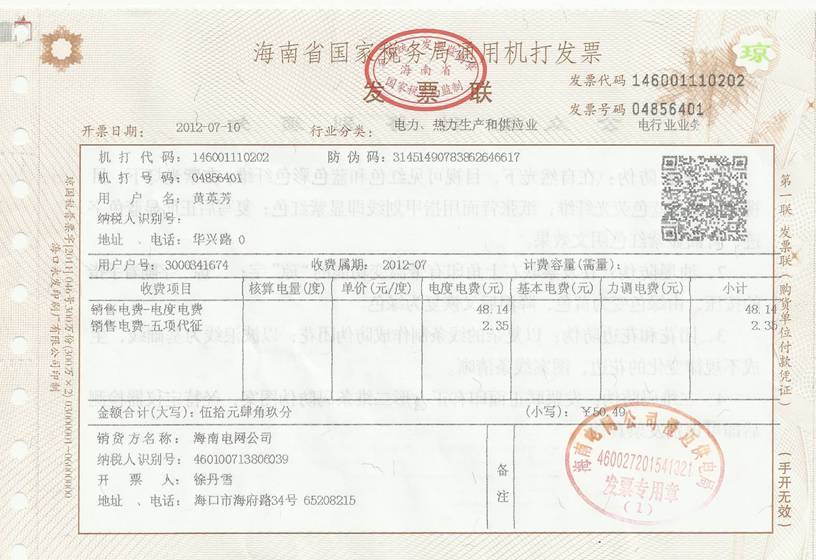 海南省国家税务局通用机打发票
海南省
国家税务局监制
琼
发票联
发票代码 146001110202
发票号码 04856401
开票日期： 2012-07-10 行业分类： 电力、热力生产和供应业 电行业业务
机打代码：146001110202 防伪码：31451490783862646617
机打号码：04856401
用户名：黄英芳
纳税人识别号：
地址、电话：华兴路 0
用户户号：3000341674 收费属期：2012-07 计费容量(需量)：
收费项目 核算电量(度) 单价(元/度) 电度电费(元) 基本电费(元) 力调电费(元) 小计
销售电费-电度电费 48.14 48.14
销售电费-五项代征 2.35 2.35
金额合计(大写)：伍拾元肆角玖分 (小写)：￥50.49
销货方名称：海南电网公司
纳税人识别号：460100713806039
开票人：徐丹雪
地址、电话：海口市海府路34号 65208215
备注
海南电网公司澄迈供电局
460027201541321
发票专用章
(1)
第一联 发票联(购货单位付款凭证)
(手开无效)